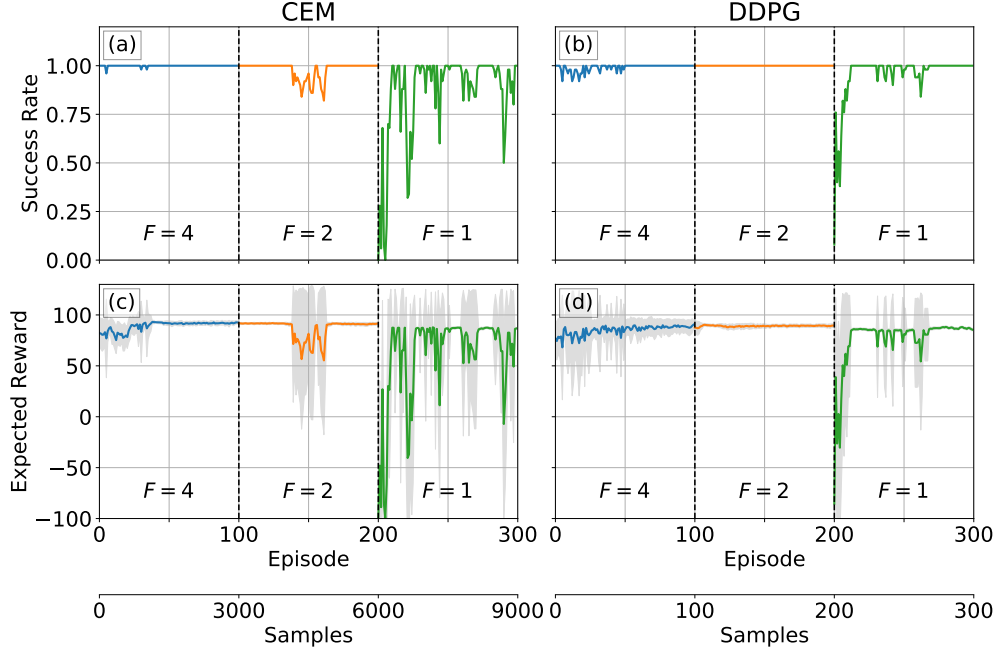 CEM DDPG
(a) (b)
Success Rate
1.00
0.75
0.50
0.25
0.00
F = 4 F = 2 F = 1 F = 4 F = 2 F = 1
(c) (d)
Expected Reward
100
50
0
−50
−100
F = 4 F = 2 F = 1 F = 4 F = 2 F = 1
0 100 200 300 0 100 200 300
Episode Episode
0 3000 6000 9000 0 100 200 300
Samples Samples